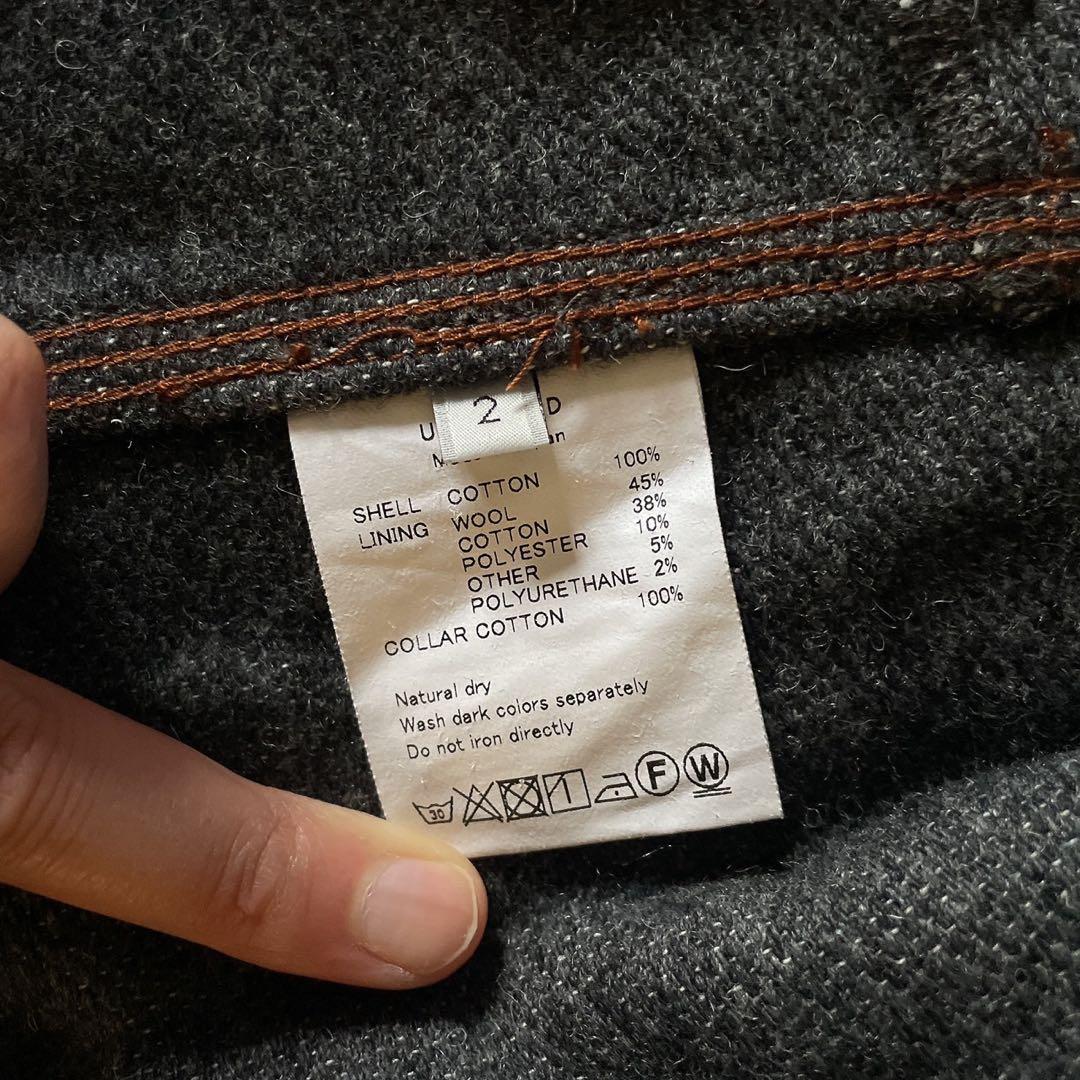 2
SHELL COTTON 100%
LINING WOOL 45%
COTTON 38%
POLYESTER 10%
OTHER 5%
POLYURETHANE 2%
COLLAR COTTON 100%
Natural dry
Wash dark colors separately
Do not iron directly
30 F W